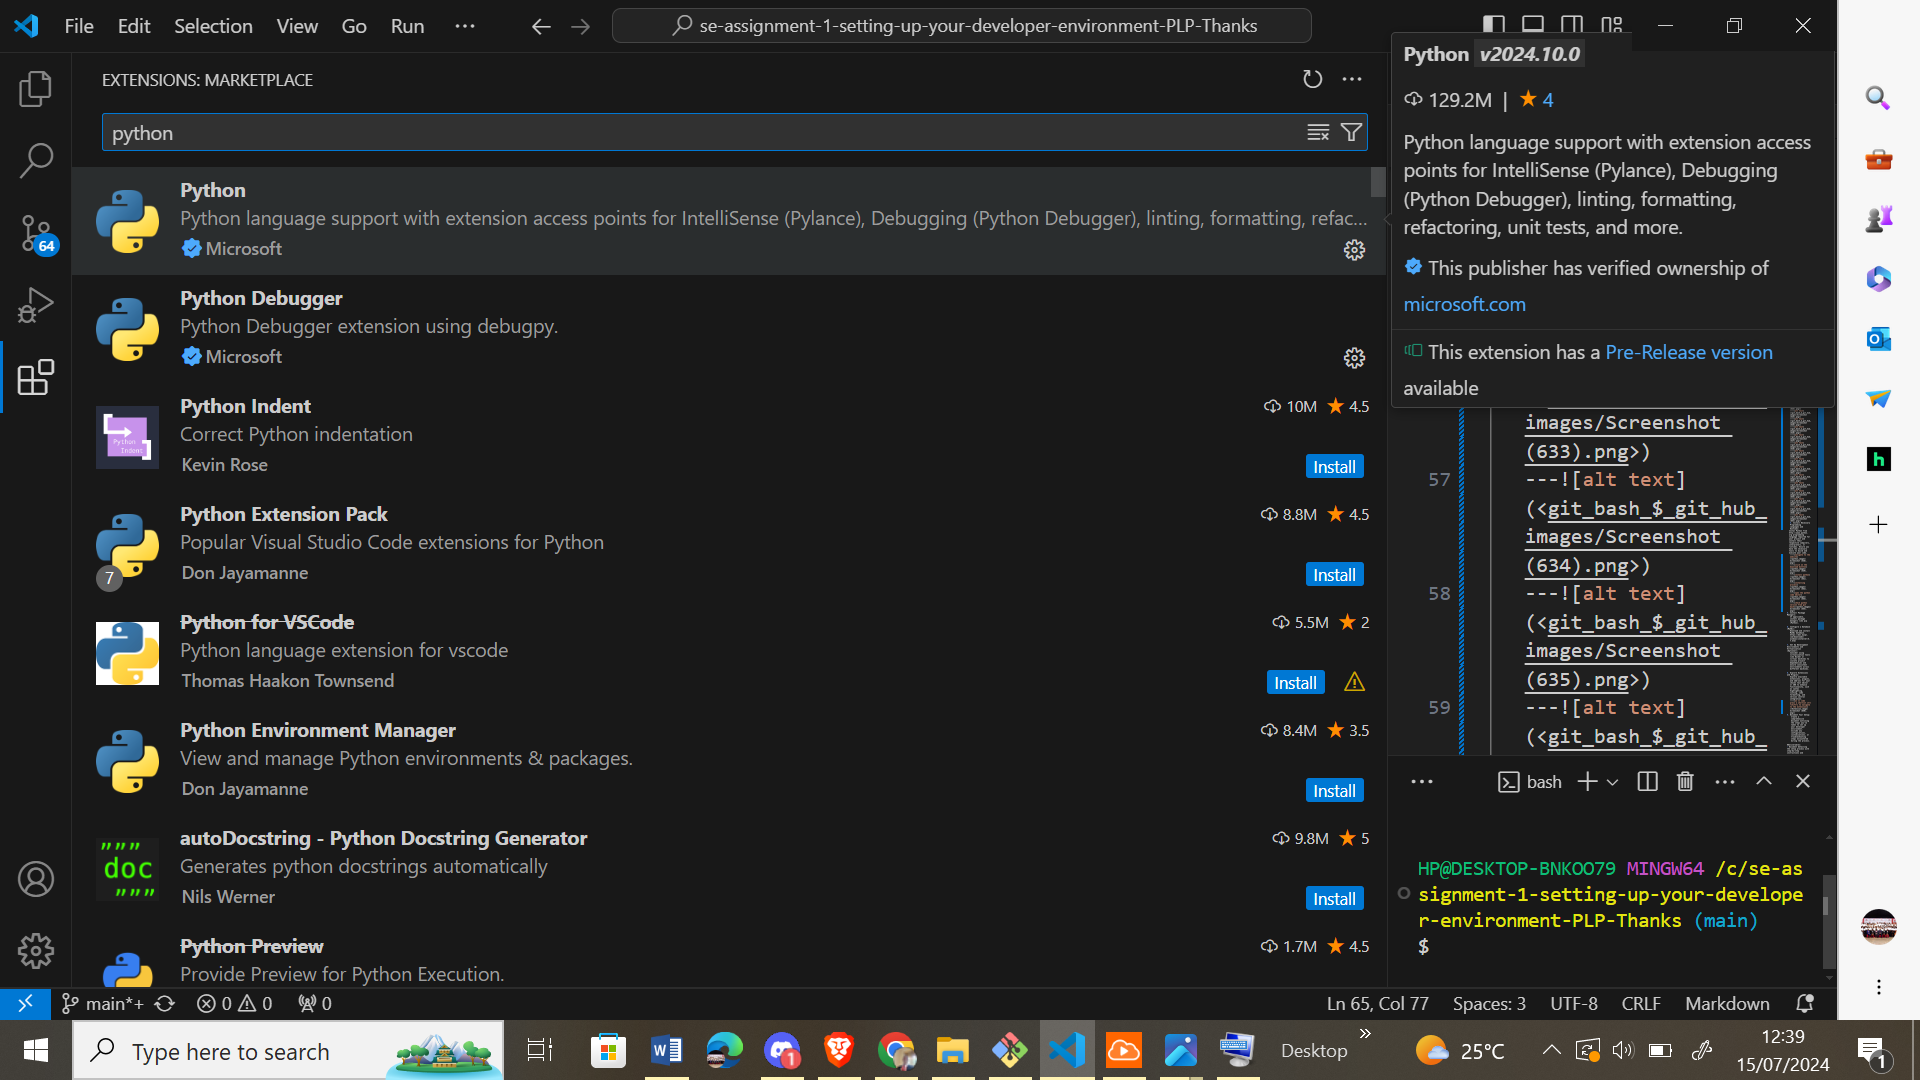 File Edit Selection View Go Run ···
se-assignment-1-setting-up-your-developer-environment-PLP-Thanks
EXTENSIONS: MARKETPLACE
python
Python
Python language support with extension access points for IntelliSense (Pylance), Debugging (Python Debugger), linting, formatting, refac...
Microsoft
Python Debugger
Python Debugger extension using debugpy.
Microsoft
Python Indent
10M 4.5
Correct Python indentation
Kevin Rose
Install
Python Extension Pack
8.8M 4.5
Popular Visual Studio Code extensions for Python
Don Jayamanne
7
Install
Python for VSCode
5.5M 2
Python language extension for vscode
Thomas Haakon Townsend
Install
Python Environment Manager
8.4M 3.5
View and manage Python environments & packages.
Don Jayamanne
Install
autoDocstring - Python Docstring Generator
9.8M 5
Generates python docstrings automatically
Nils Werner
Install
"""
doc
"""
Python Preview
1.7M 4.5
Provide Preview for Python Execution.
64
Python v2024.10.0
129.2M | 4
Python language support with extension access
points for IntelliSense (Pylance), Debugging
(Python Debugger), linting, formatting,
refactoring, unit tests, and more.
This publisher has verified ownership of
microsoft.com
This extension has a Pre-Release version
available
images/Screenshot
(633).png>)
57 ---![alt text]
(<git_bash_$_git_hub_
images/Screenshot
(634).png>)
58 ---![alt text]
(<git_bash_$_git_hub_
images/Screenshot
(635).png>)
59 ---![alt text]
(<git_bash_$_git_hub_
bash
HP@DESKTOP-BNKOO79 MINGW64 /c/se-as
signment-1-setting-up-your-develope
r-environment-PLP-Thanks (main)
$
main*+ 0 0 0
Ln 65, Col 77 Spaces: 3 UTF-8 CRLF Markdown
Type here to search
1
Desktop
25°C
12:39
15/07/2024
1